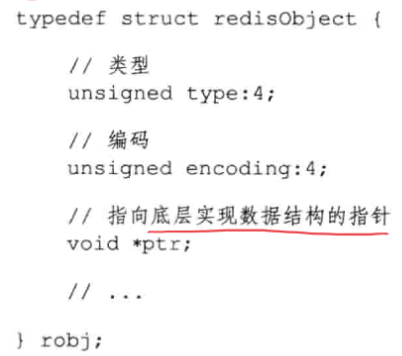 typedef struct redisObject {
// 类型
unsigned type:4;
// 编码
unsigned encoding:4;
// 指向底层实现数据结构的指针
void *ptr;
// ...
} robj;